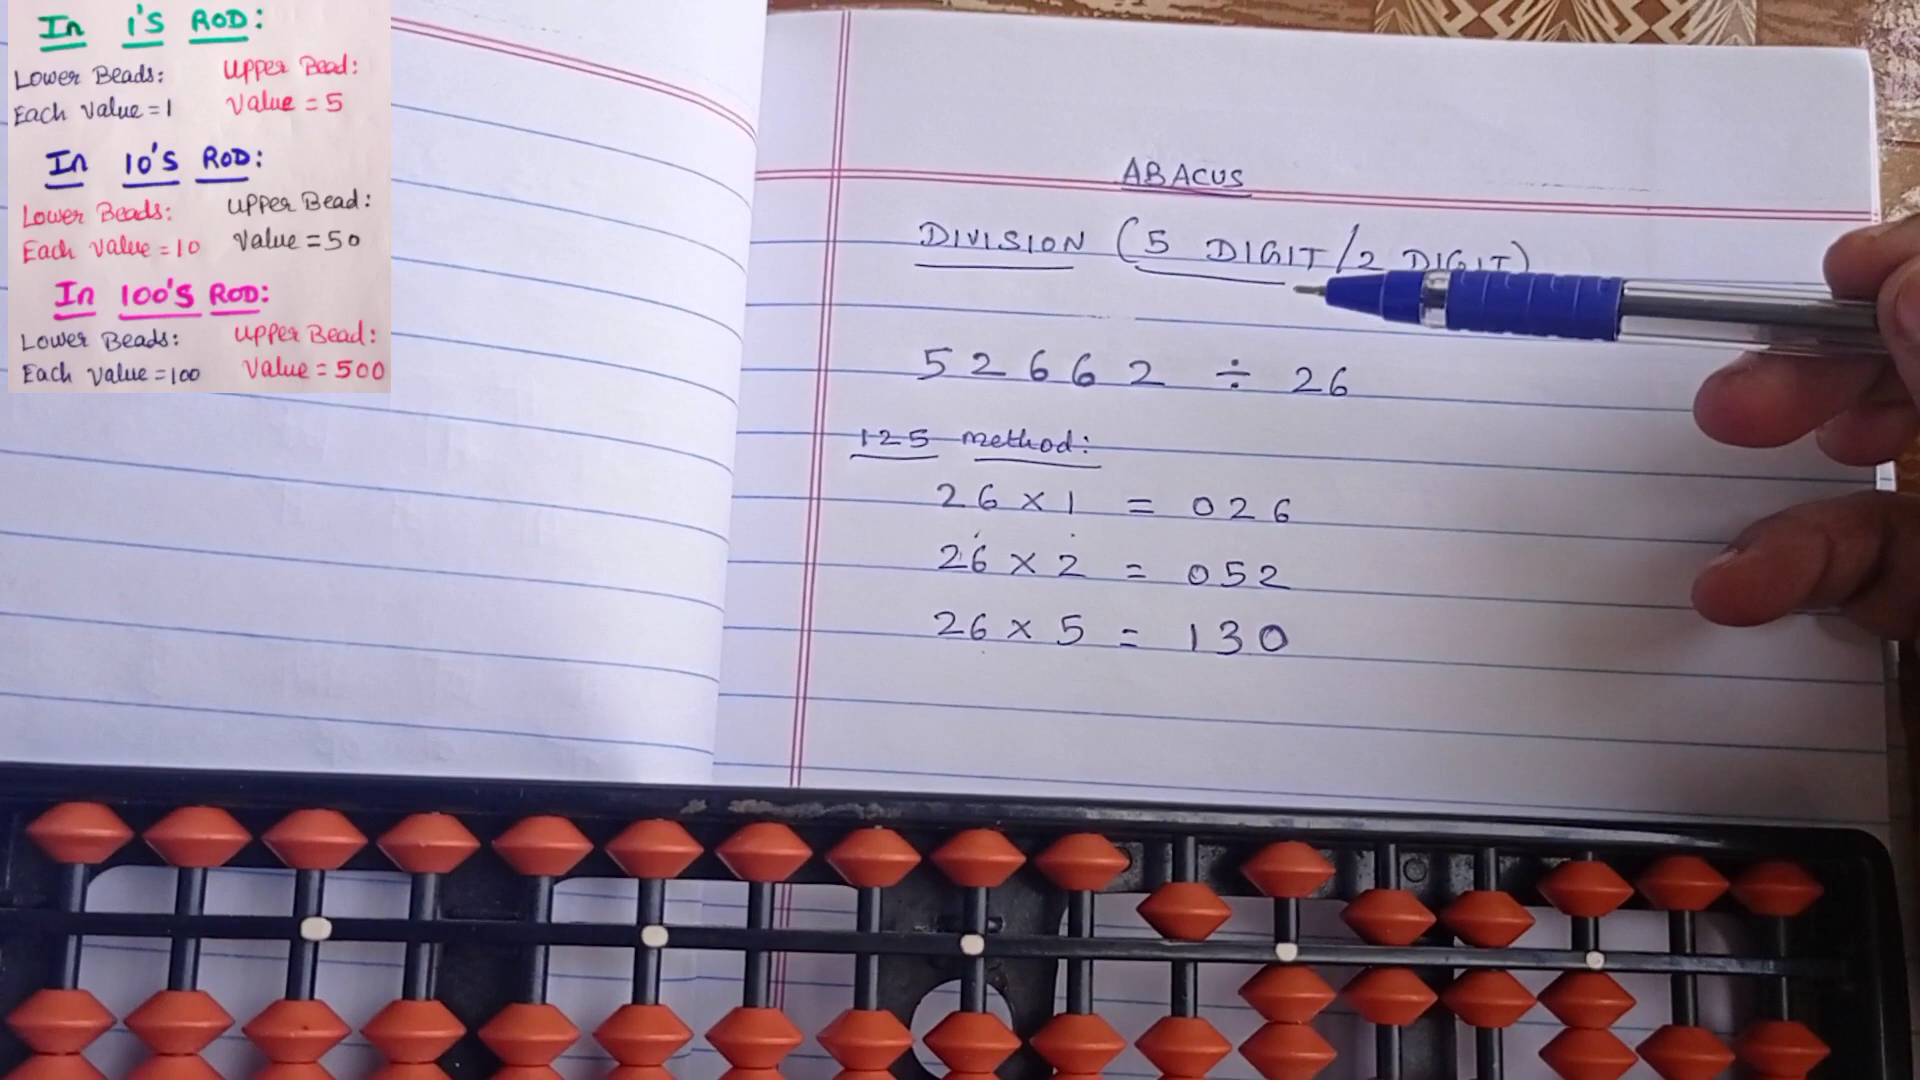 In 1's ROD:
Lower Beads: Upper Bead:
Each Value = 1 Value = 5
In 10's ROD:
Lower Beads: Upper Bead:
Each Value = 10 Value = 50
In 100's ROD:
Lower Beads: Upper Bead:
Each Value = 100 Value = 500
ABACUS
DIVISION (5 DIGIT/2 DIGIT)
52662 ÷ 26
125 method:
26 × 1 = 026
26 × 2 = 052
26 × 5 = 130